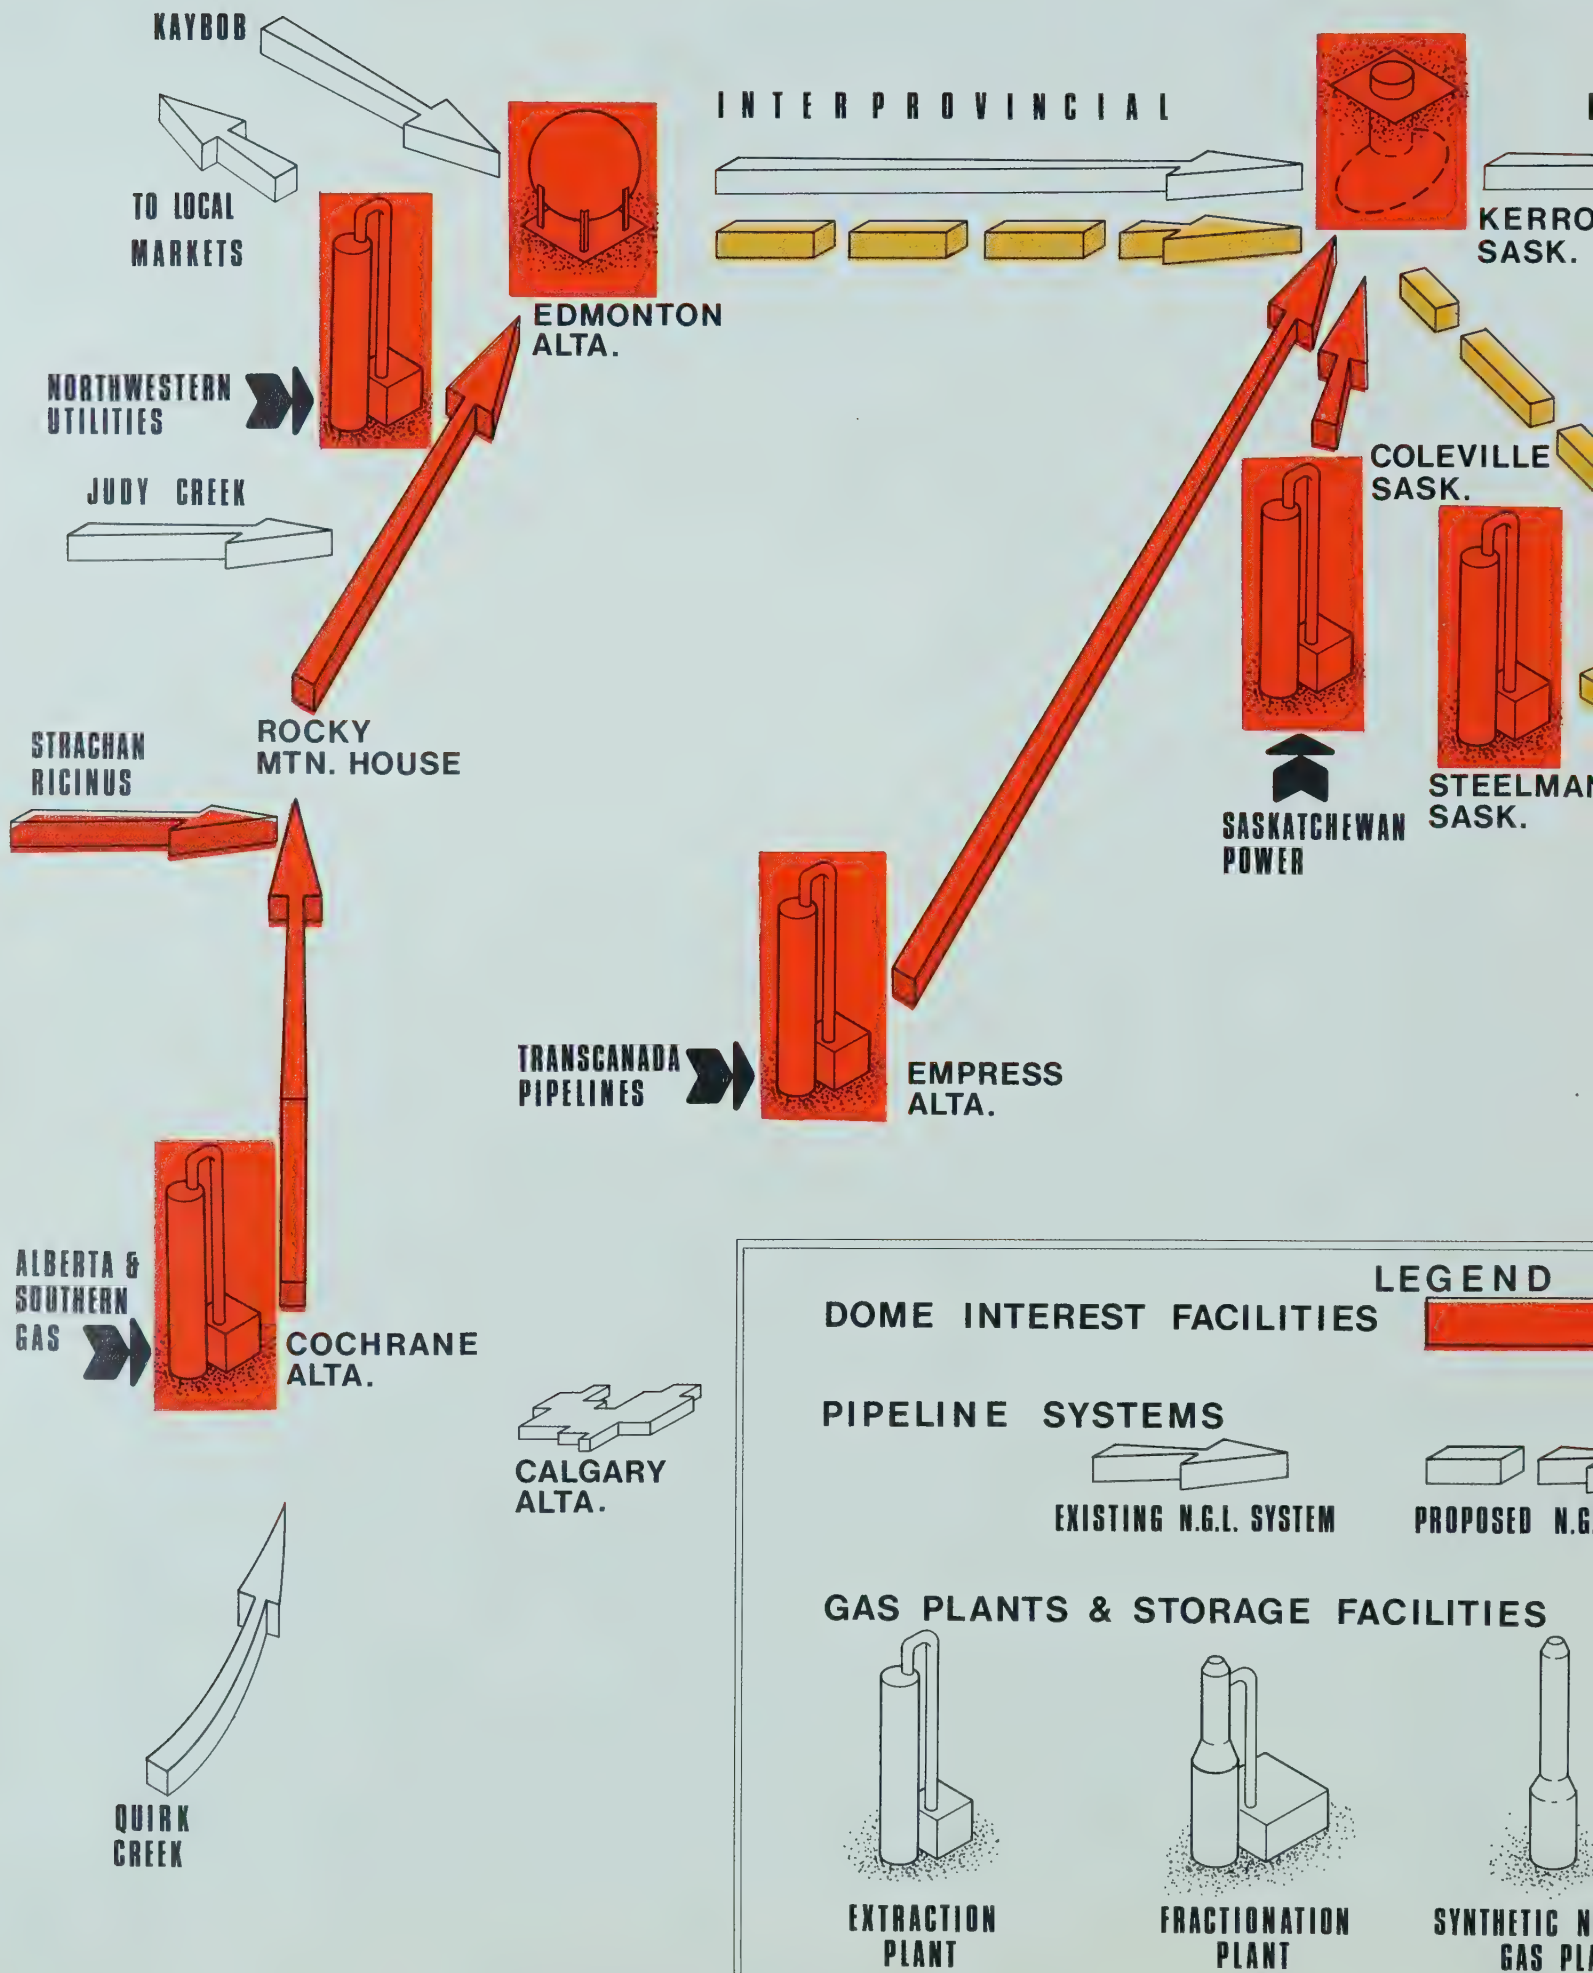 KAYBOB
INTERPROVINCIAL
TO LOCAL
MARKETS
EDMONTON
ALTA.
SASK.
NORTHWESTERN
UTILITIES
JUDY CREEK
COLEVILLE
SASK.
ROCKY
MTN. HOUSE
STRACHAN
RICINUS
SASK.
SASKATCHEWAN
POWER
TRANSCANADA
PIPELINES
EMPRESS
ALTA.
ALBERTA &
SOUTHERN
GAS
COCHRANE
ALTA.
CALGARY
ALTA.
QUIRK
CREEK
LEGEND
DOME INTEREST FACILITIES
PIPELINE SYSTEMS
EXISTING N.G.L. SYSTEM
PROPOSED
GAS PLANTS & STORAGE FACILITIES
EXTRACTION
PLANT
FRACTIONATION
PLANT
SYNTHETIC
GAS